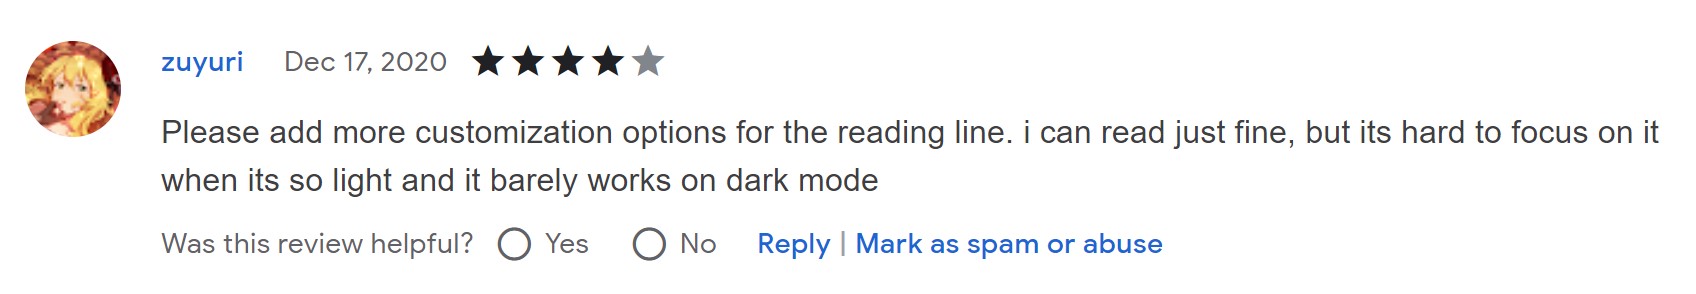 zuyuri Dec 17, 2020
Please add more customization options for the reading line. i can read just fine, but its hard to focus on it
when its so light and it barely works on dark mode
Was this review helpful? Yes No Reply | Mark as spam or abuse